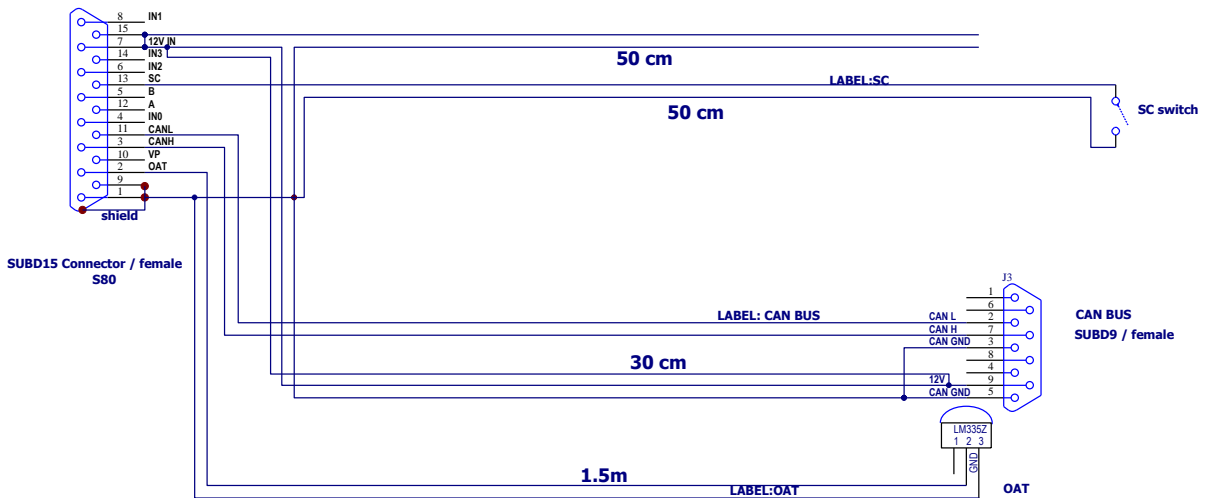 8 IN1
15
7 12V IN
14 IN3
6 IN2
13 SC
5 B
12 A
4 IN0
11 CANL
3 CANH
10 VP
2 OAT
9
1
shield
SUBD15 Connector / female
S80
50 cm
LABEL:SC
50 cm
SC switch
J3
1
6
LABEL: CAN BUS
CAN L 2
CAN H 7
CAN GND 3
8
4
12V 9
CAN GND 5
CAN BUS
SUBD9 / female
30 cm
LM335Z
1 2 3
GND
1.5m
LABEL:OAT
OAT